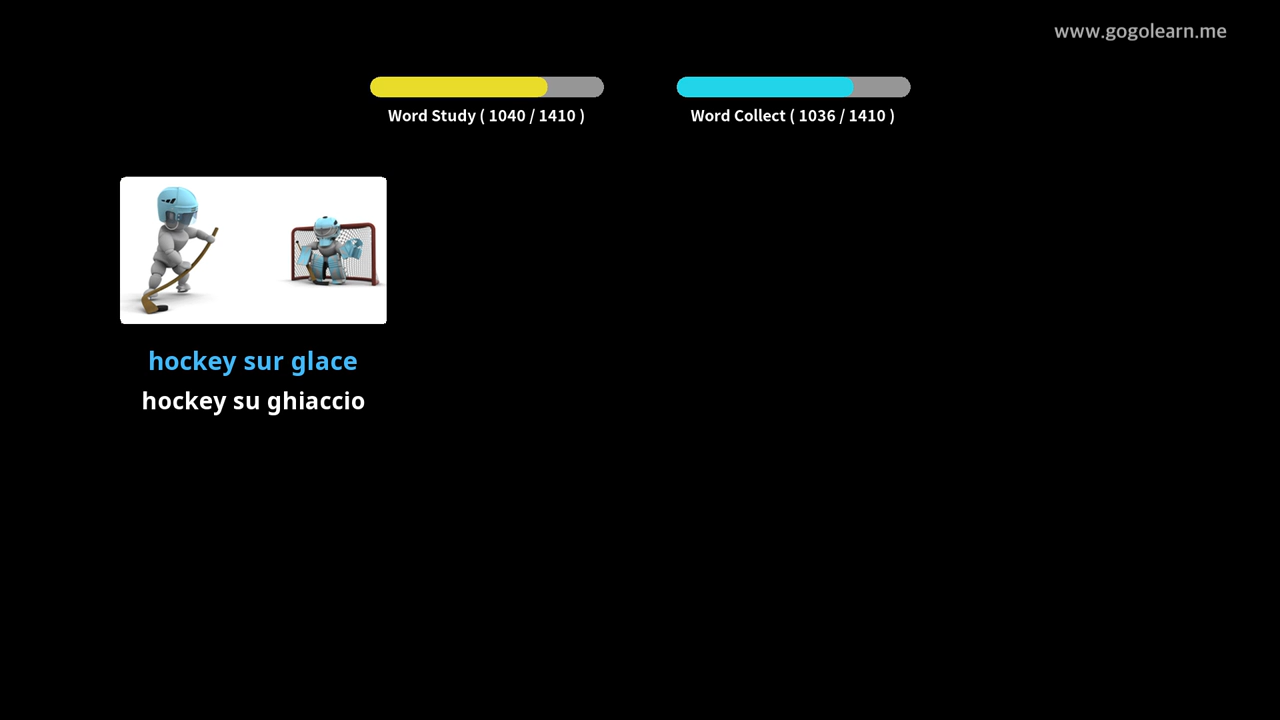 www.gogolearn.me
Word Study ( 1040 / 1410 )
Word Collect ( 1036 / 1410 )
hockey sur glace
hockey su ghiaccio